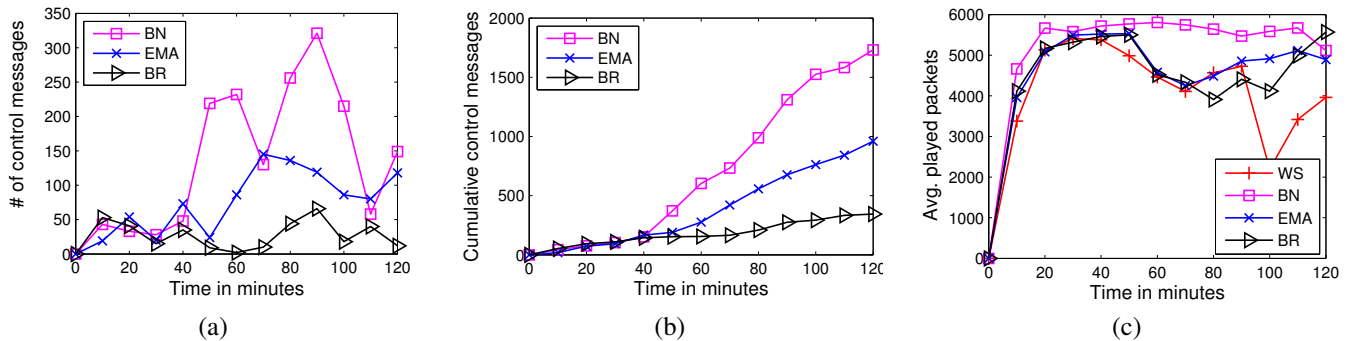 350
300
250
200
150
100
50
0
0 20 40 60 80 100 120
# of control messages
Time in minutes
BN
EMA
BR
(a)
2000
1500
1000
500
0
0 20 40 60 80 100 120
Cumulative control messages
Time in minutes
BN
EMA
BR
(b)
6000
5000
4000
3000
2000
1000
0
0 20 40 60 80 100 120
Avg. played packets
Time in minutes
WS
BN
EMA
BR
(c)